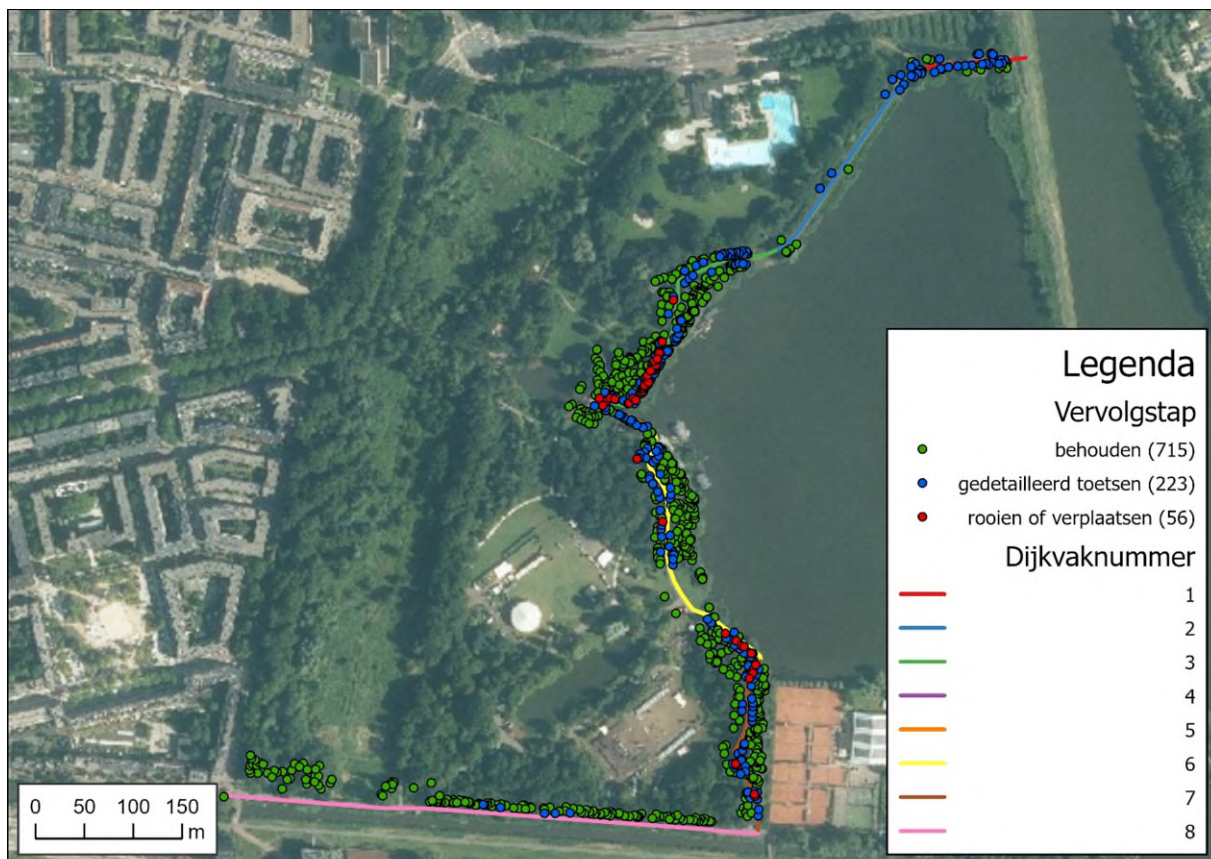 Legenda
Vervolgstap
behouden (715)
gedetailleerd toetsen (223)
rooien of verplaatsen (56)
Dijkvaknummer
1
2
3
4
5
6
7
8
0 50 100 150
m